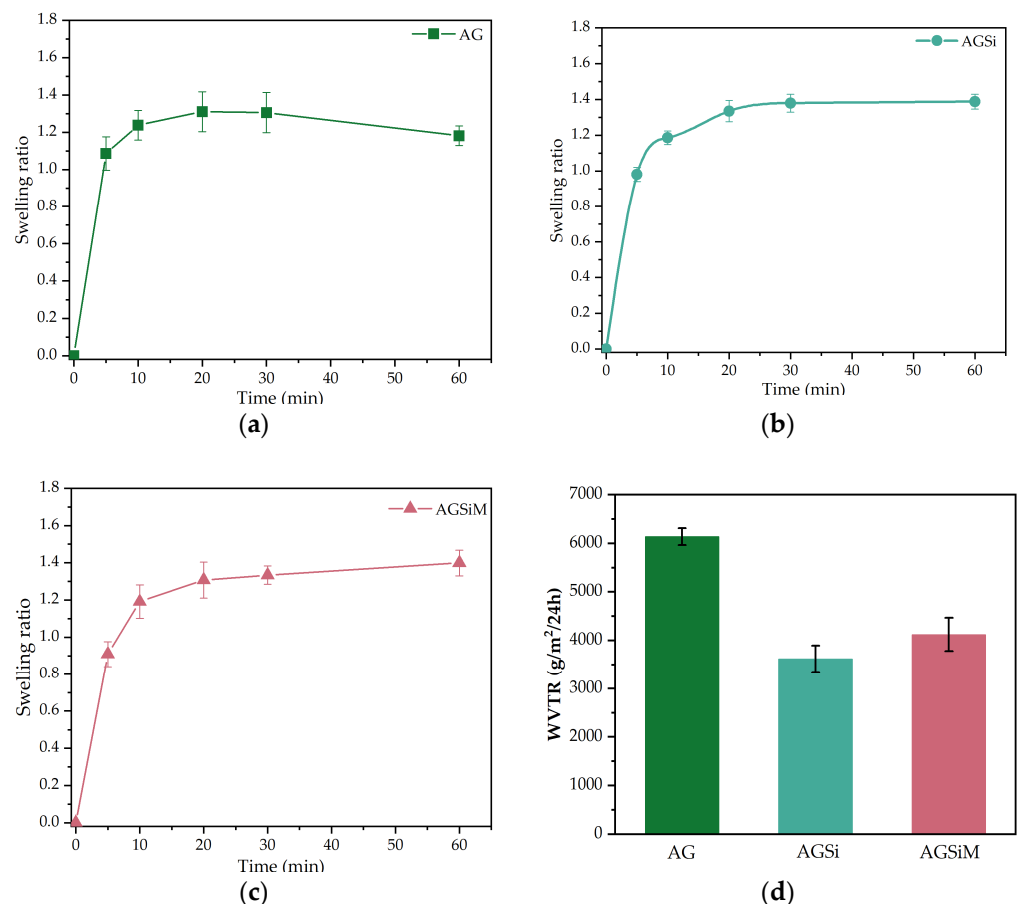 AG
Swelling ratio
1.8
1.6
1.4
1.2
1.0
0.8
0.6
0.4
0.2
0.0
0 10 20 30 40 50 60
Time (min)
(a)
AGSi
Swelling ratio
1.8
1.6
1.4
1.2
1.0
0.8
0.6
0.4
0.2
0.0
0 10 20 30 40 50 60
Time (min)
(b)
AGSiM
Swelling ratio
1.8
1.6
1.4
1.2
1.0
0.8
0.6
0.4
0.2
0.0
0 10 20 30 40 50 60
Time (min)
(c)
WVTR (g/m²/24h)
7000
6000
5000
4000
3000
2000
1000
0
AG AGSi AGSiM
(d)